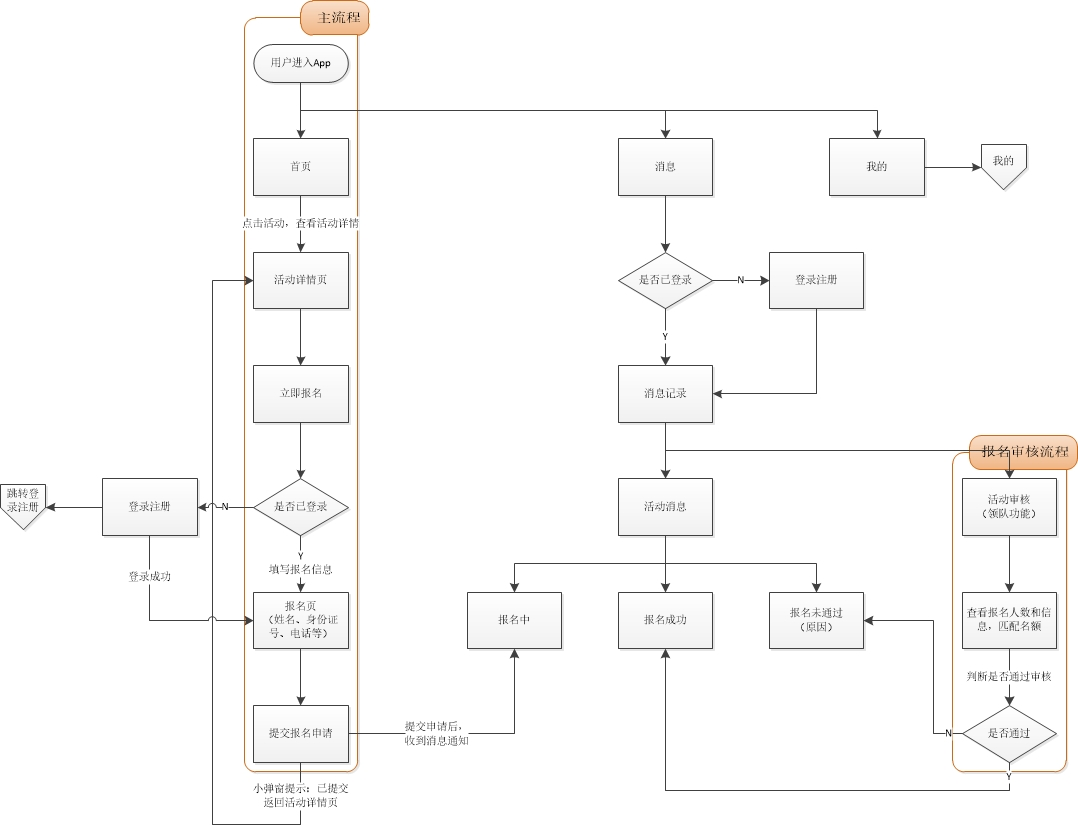 主流程
用户进入App
首页
消息
我的
我的
点击活动，查看活动详情
活动详情页
是否已登录
N
登录注册
Y
立即报名
消息记录
报名审核流程
跳转登
录注册
登录注册
N
是否已登录
活动消息
活动审核
（领队功能）
Y
填写报名信息
登录成功
报名页
（姓名、身份证
号、电话等）
报名中
报名成功
报名未通过
（原因）
查看报名人数和信
息，匹配名额
判断是否通过审核
提交报名申请
提交申请后，
收到消息通知
N
是否通过
Y
小弹窗提示：已提交
返回活动详情页